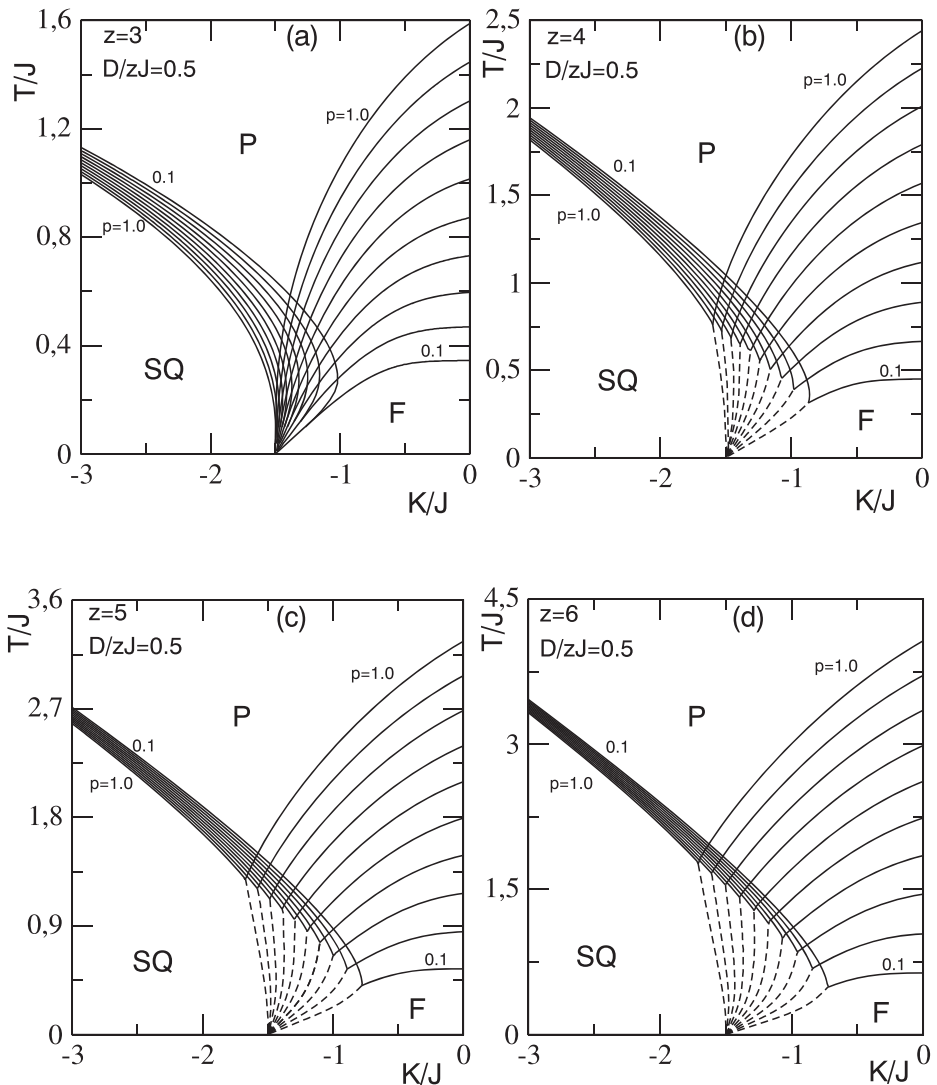 1,6
z=3
(a)
D/zJ=0.5
T/J
p=1.0
1,2
P
0.1
0,8
p=1.0
0,4
0.1
SQ
F
0
-3
-2
-1
0
K/J
2,5
z=4
(b)
D/zJ=0.5
T/J
p=1.0
2
P
0.1
1,5
p=1.0
1
0,5
0.1
SQ
F
0
-3
-2
-1
0
K/J
3,6
z=5
(c)
D/zJ=0.5
T/J
p=1.0
2,7
P
0.1
p=1.0
1,8
0,9
0.1
SQ
F
0
-3
-2
-1
0
K/J
4,5
z=6
(d)
D/zJ=0.5
T/J
p=1.0
P
3
0.1
p=1.0
1,5
0.1
SQ
F
0
-3
-2
-1
0
K/J